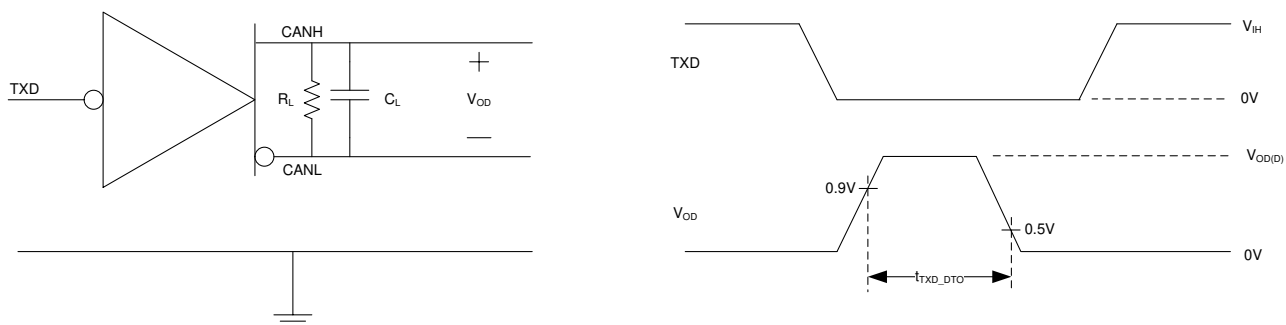 CANH
TXD
R_L
C_L
+
V_OD
—
CANL
TXD
V_IH
0V
V_OD(D)
0.9V
V_OD
0.5V
0V
t_TXD_DTO